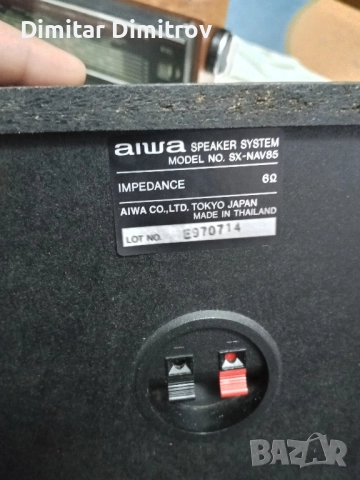 Dimitar Dimitrov
aiwa SPEAKER SYSTEM
MODEL NO. SX-NAV85
IMPEDANCE 6Ω
AIWA CO.,LTD. TOKYO JAPAN
MADE IN THAILAND
LOT NO. E970714
BAZAR